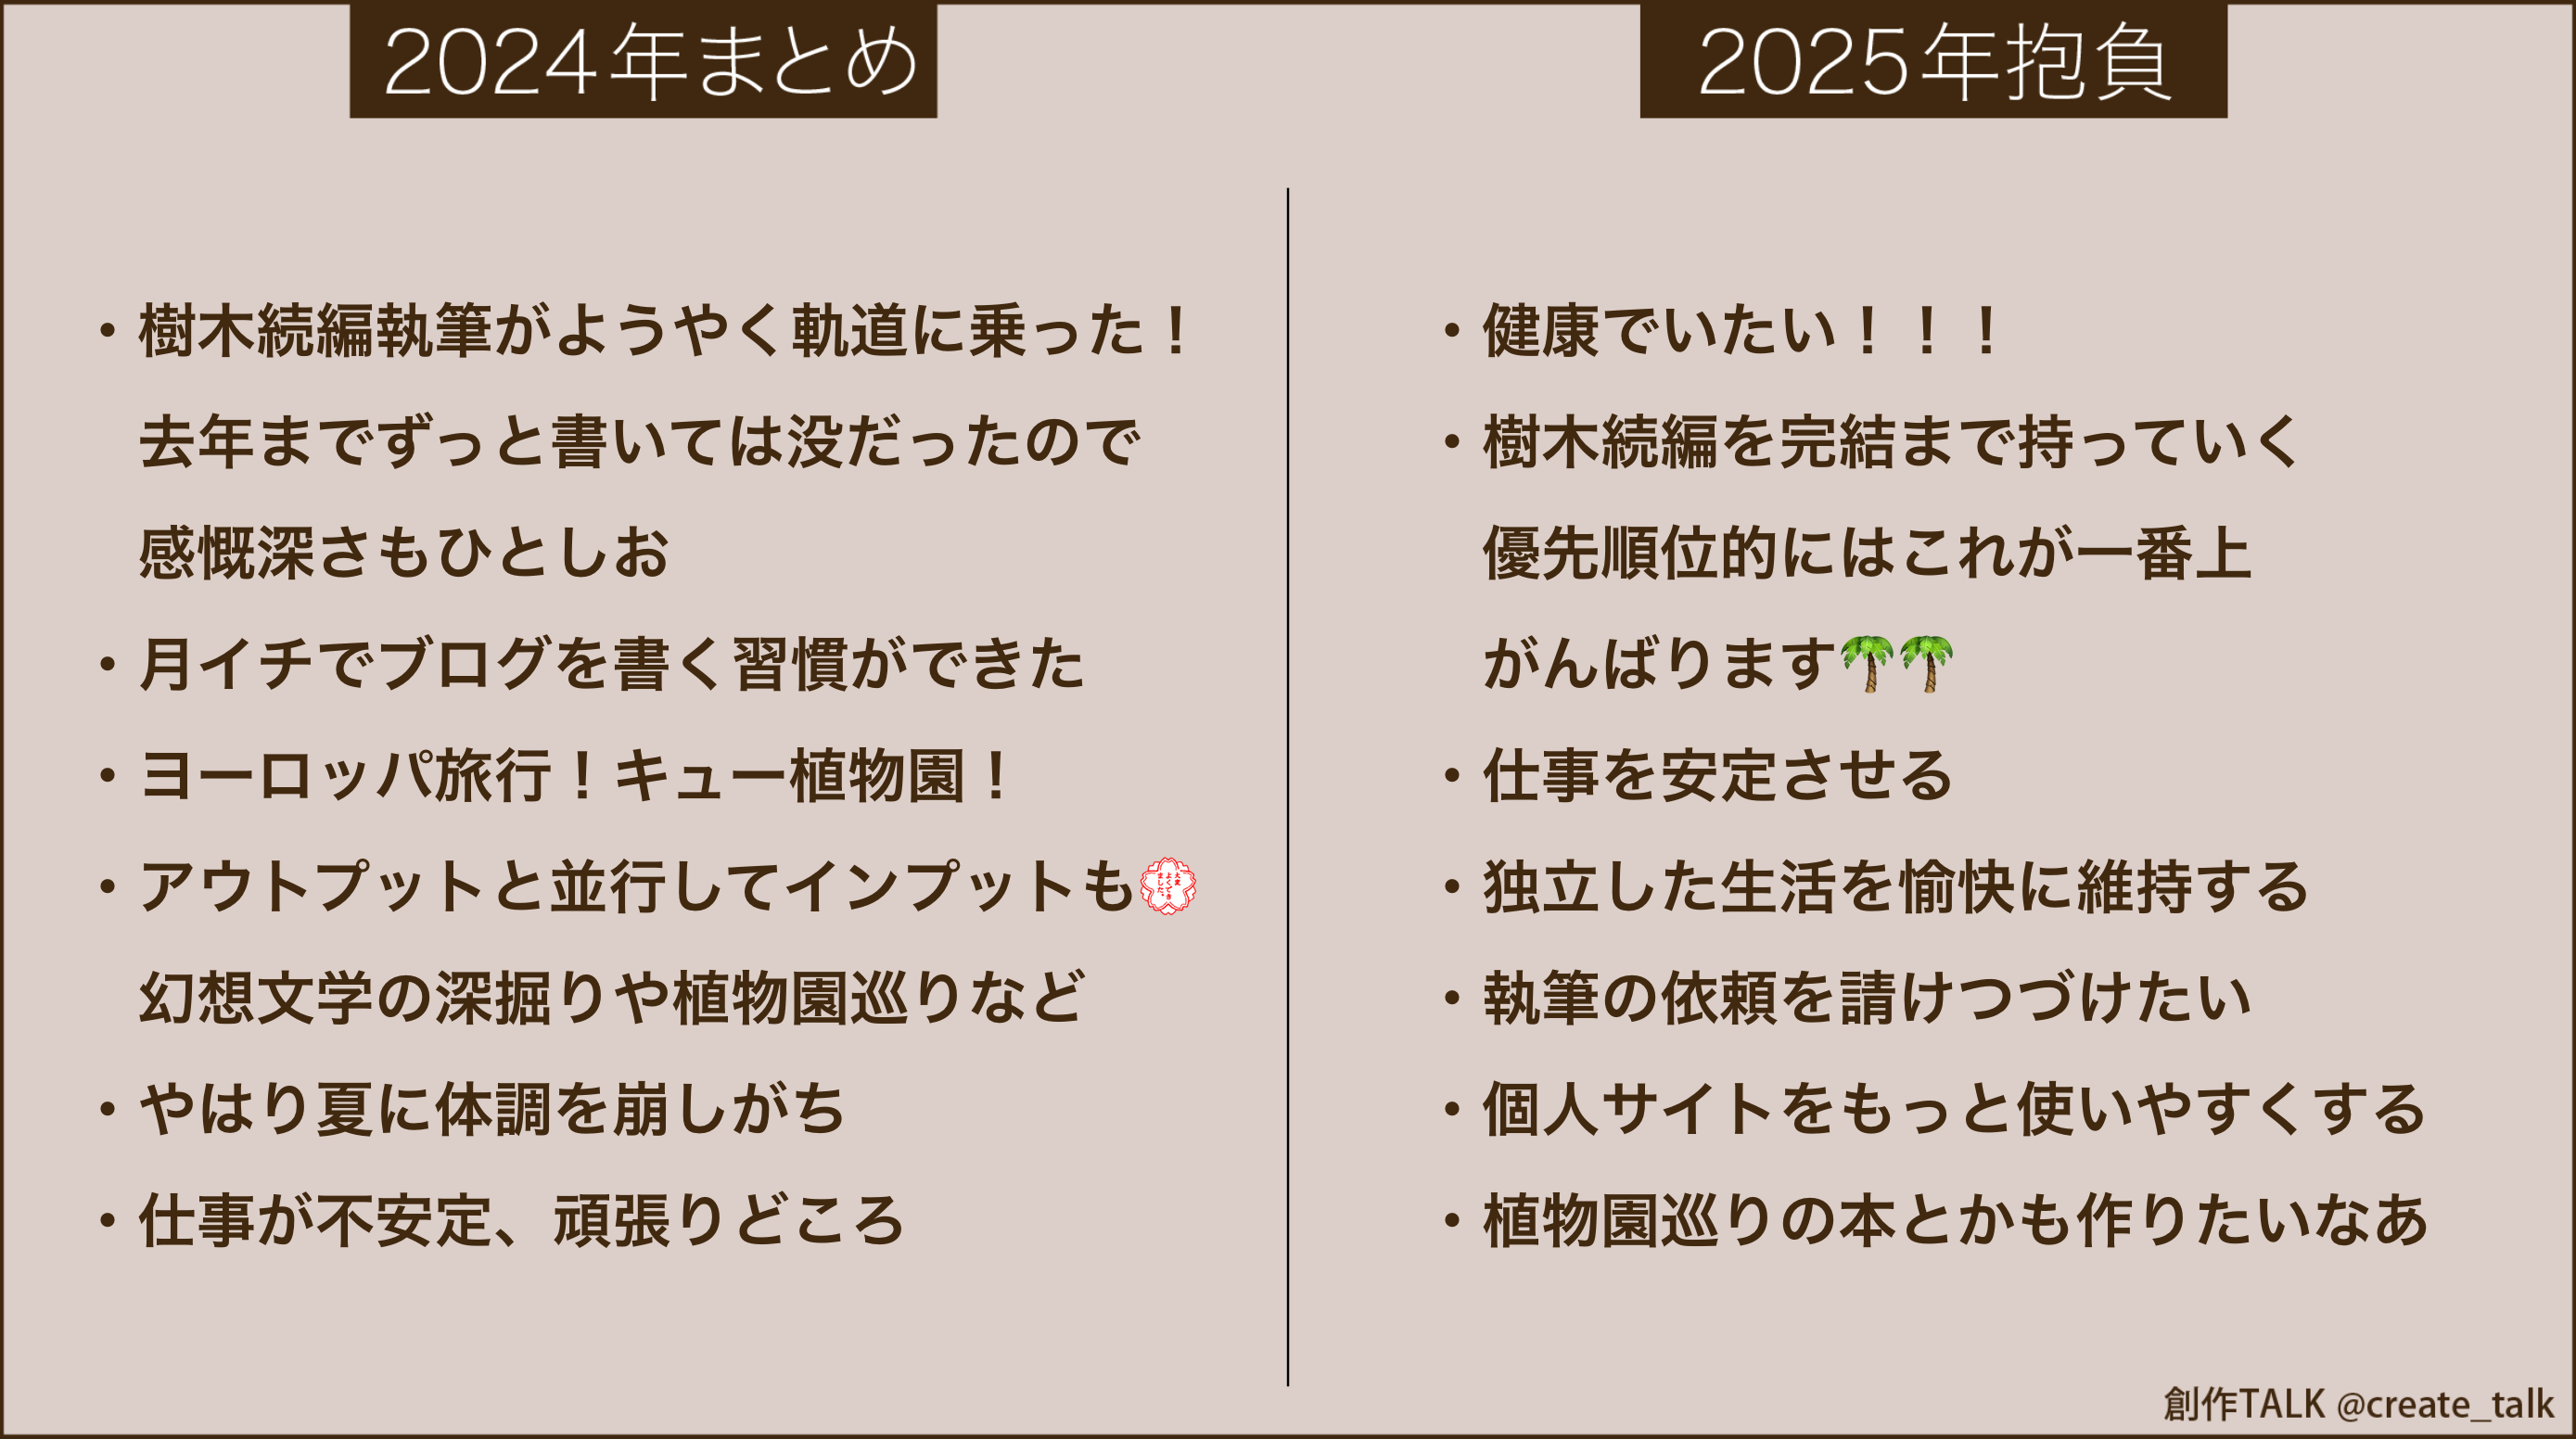 2024年まとめ
・樹木続編執筆がようやく軌道に乗った！
去年までずっと書いては没だったので
感慨深さもひとしお
・月イチでブログを書く習慣ができた
・ヨーロッパ旅行！キュー植物園！
・アウトプットと並行してインプットも💮
幻想文学の深掘りや植物園巡りなど
・やはり夏に体調を崩しがち
・仕事が不安定、頑張りどころ
2025年抱負
・健康でいたい！！！
・樹木続編を完結まで持っていく
優先順位的にはこれが一番上
がんばります🌴🌴
・仕事を安定させる
・独立した生活を愉快に維持する
・執筆の依頼を請けつづけたい
・個人サイトをもっと使いやすくする
・植物園巡りの本とかも作りたいなあ
創作TALK @create_talk